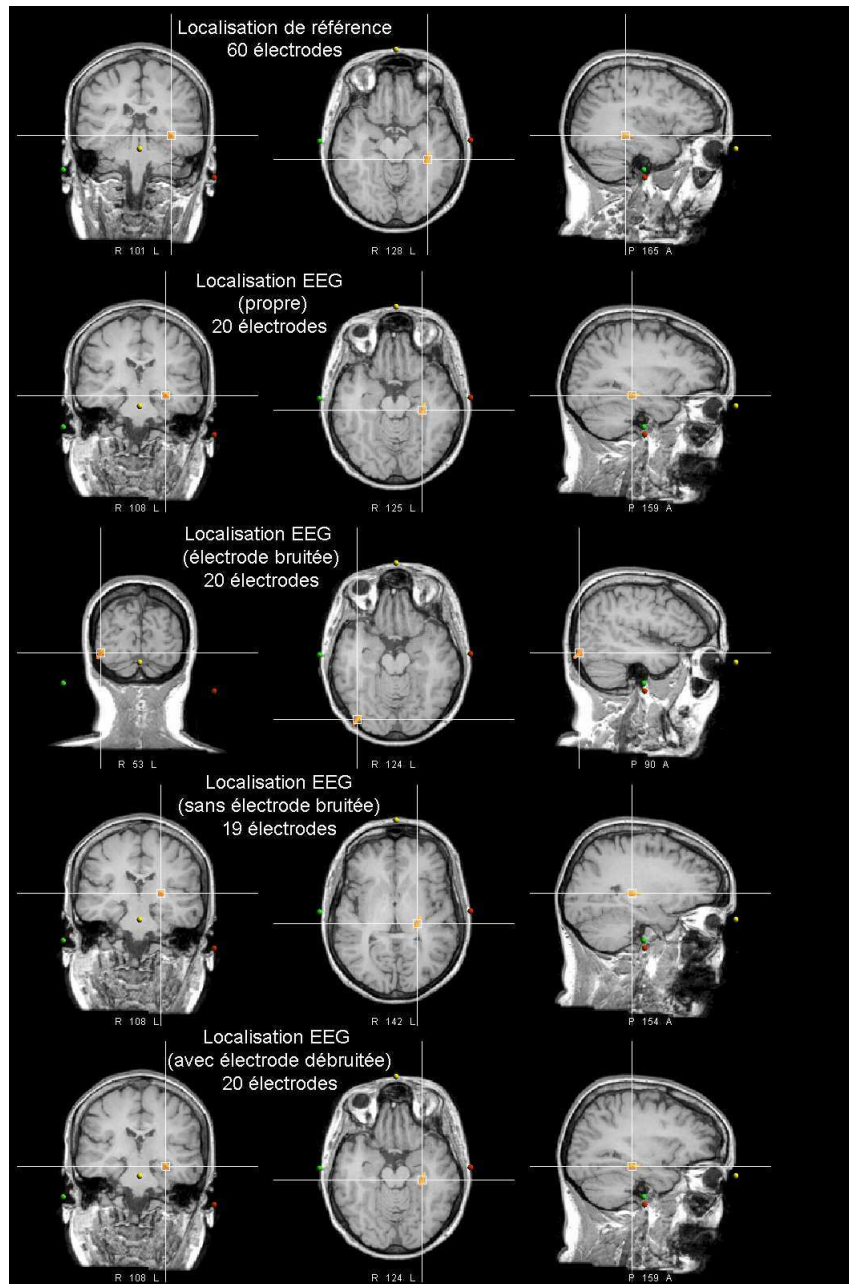 Localisation de référence
60 électrodes
R 101 L
R 128 L
P 165 A
Localisation EEG
(propre)
20 électrodes
R 108 L
R 125 L
P 159 A
Localisation EEG
(électrode bruitée)
20 électrodes
R 53 L
R 124 L
P 90 A
Localisation EEG
(sans électrode bruitée)
19 électrodes
R 108 L
R 142 L
P 154 A
Localisation EEG
(avec électrode débruitée)
20 électrodes
R 108 L
R 124 L
P 159 A